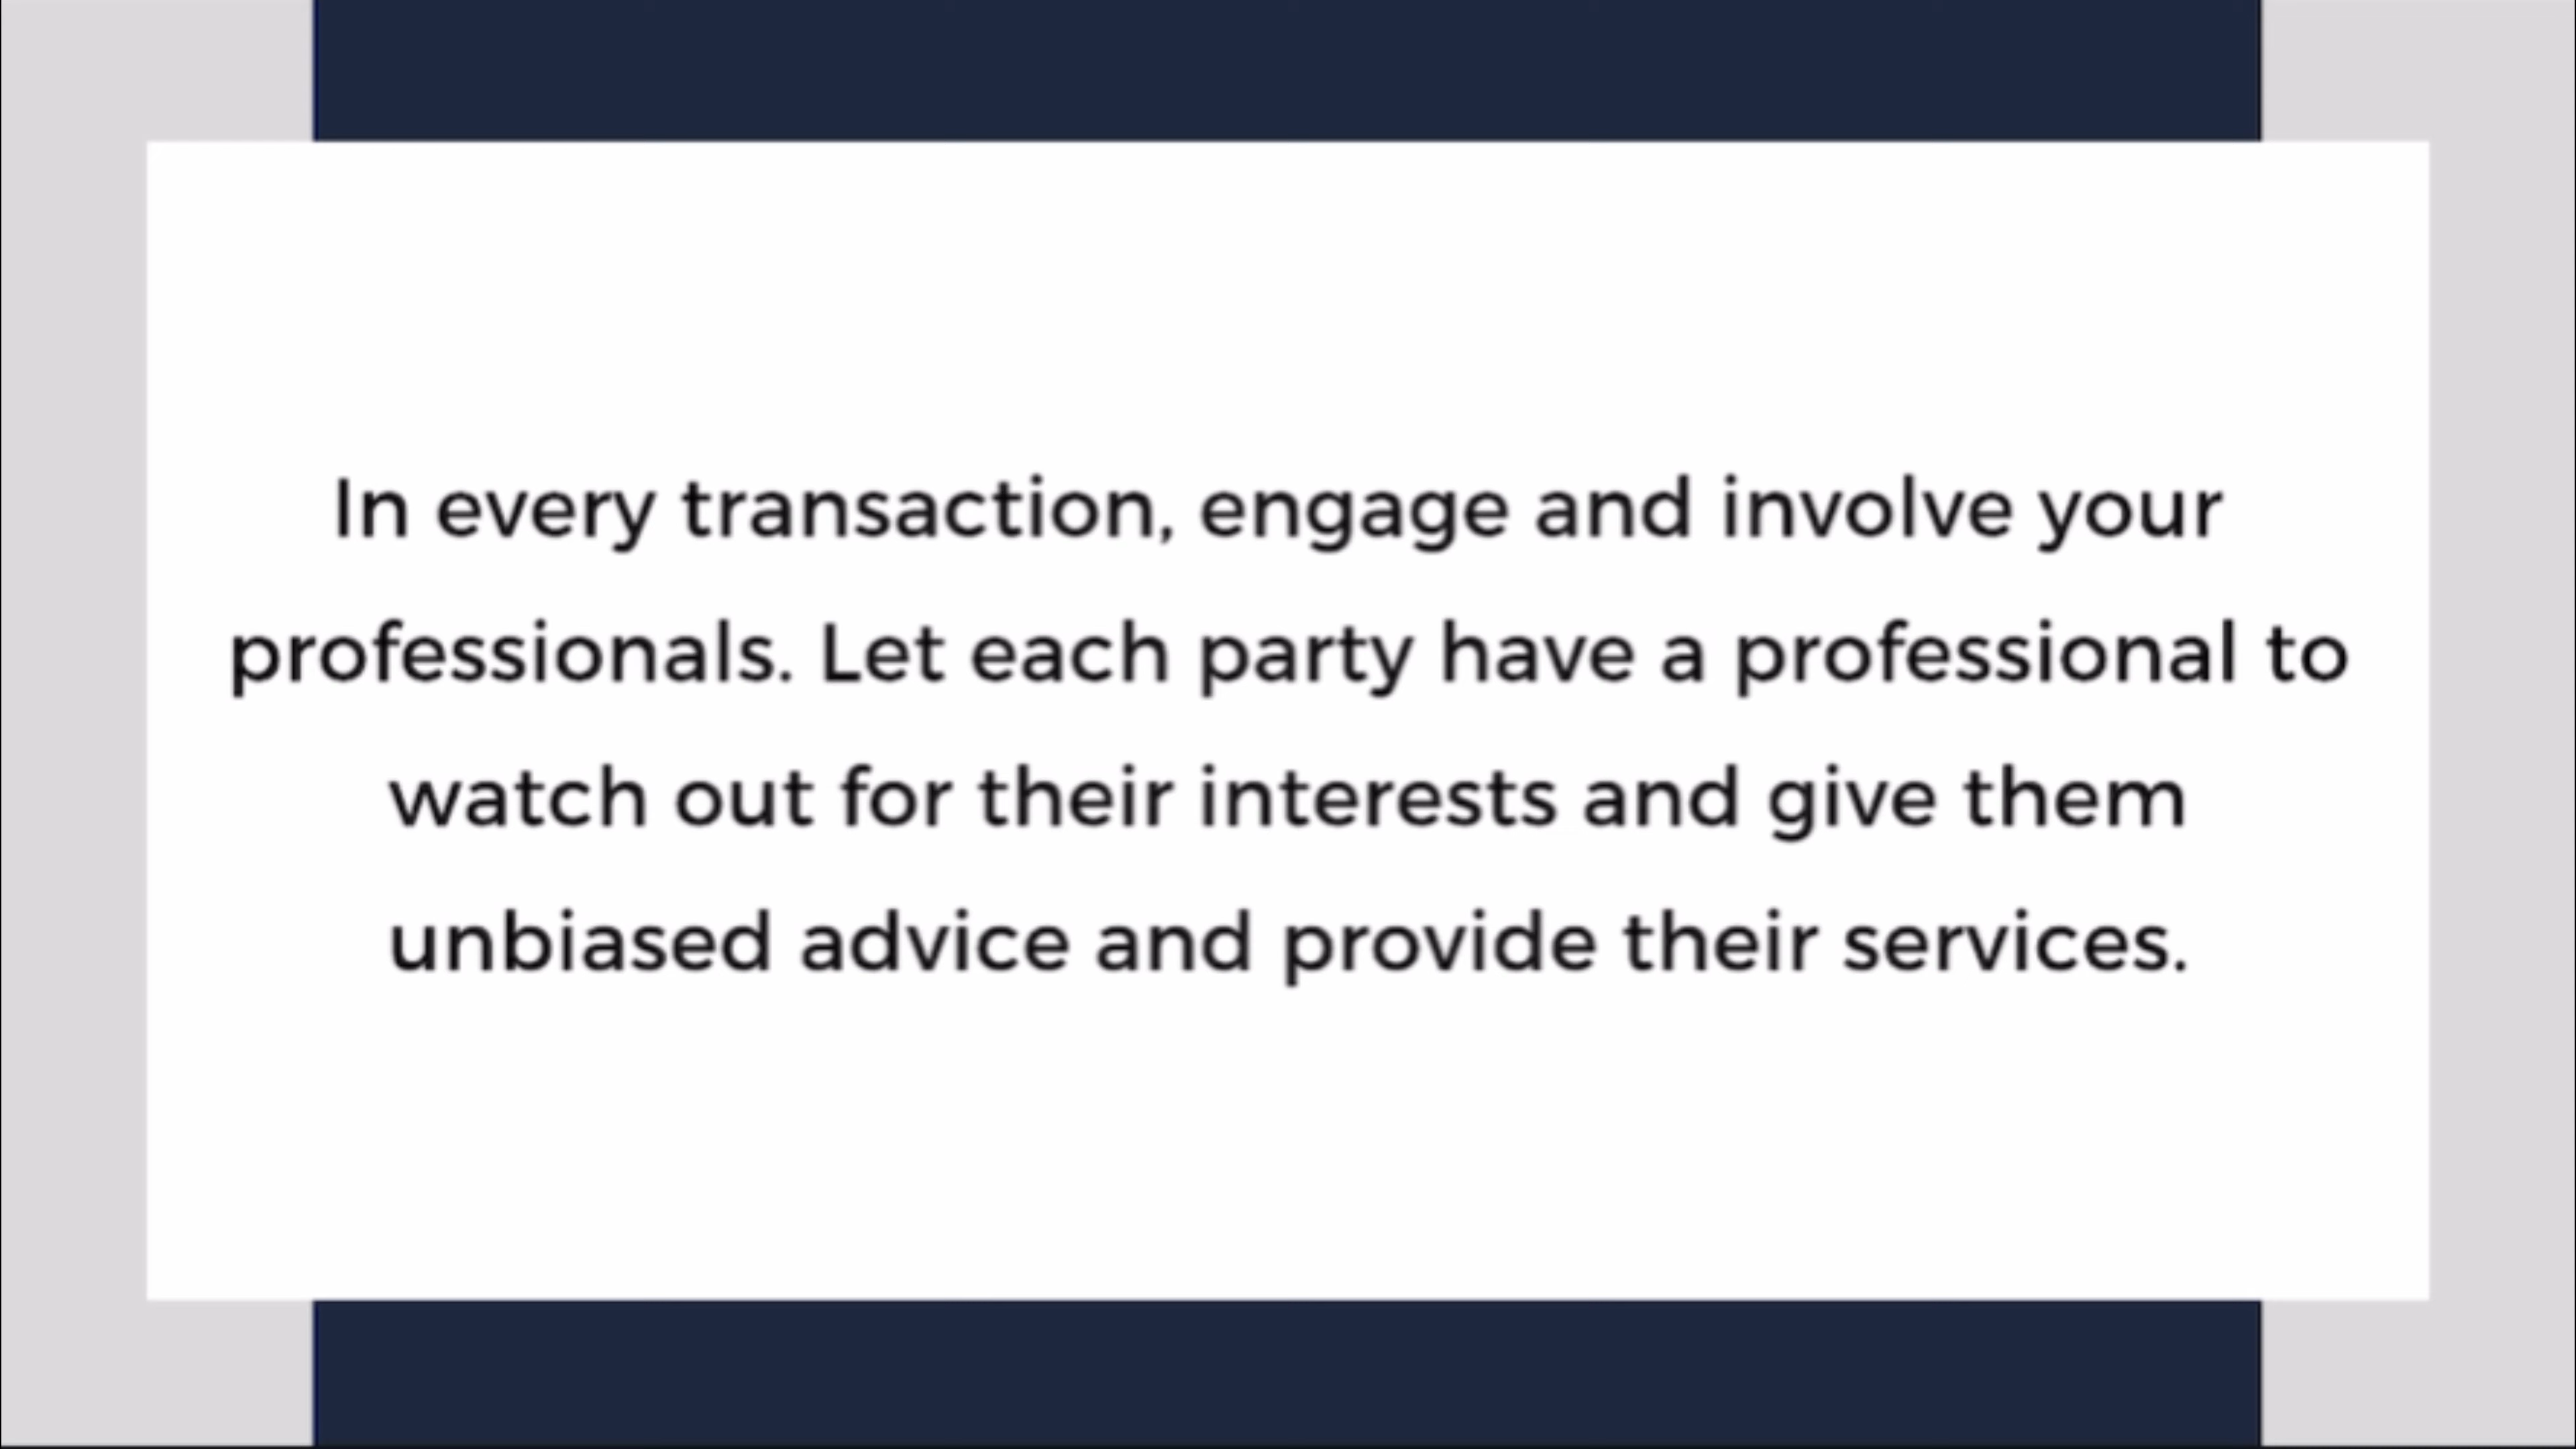 In every transaction, engage and involve your
professionals. Let each party have a professional to
watch out for their interests and give them
unbiased advice and provide their services.